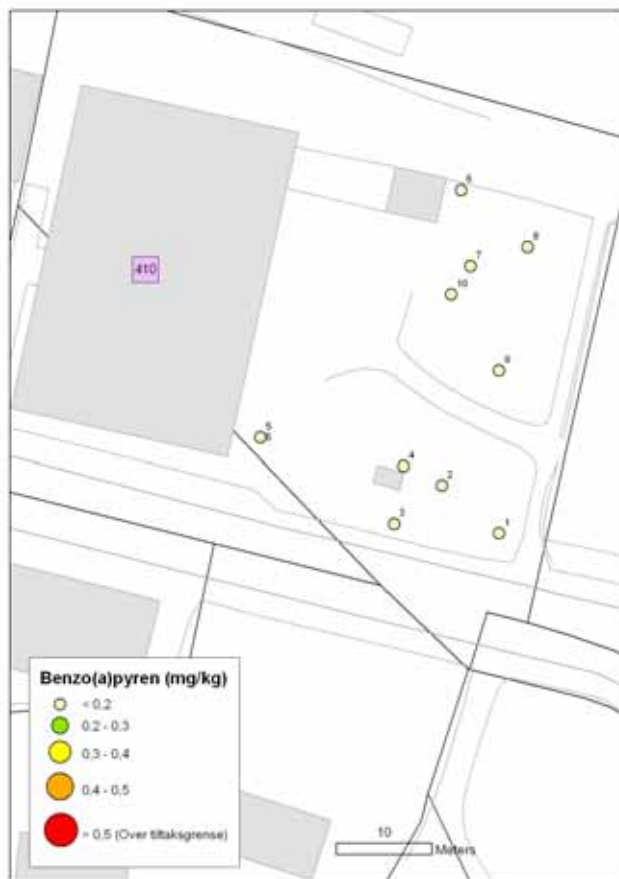 6
8
7
10
410
9
5
4
2
3
1
Benzo(a)pyren (mg/kg)
< 0,2
0,2 - 0,3
0,3 - 0,4
0,4 - 0,5
> 0,5 (Over tiltaksgrense)
10
Meters